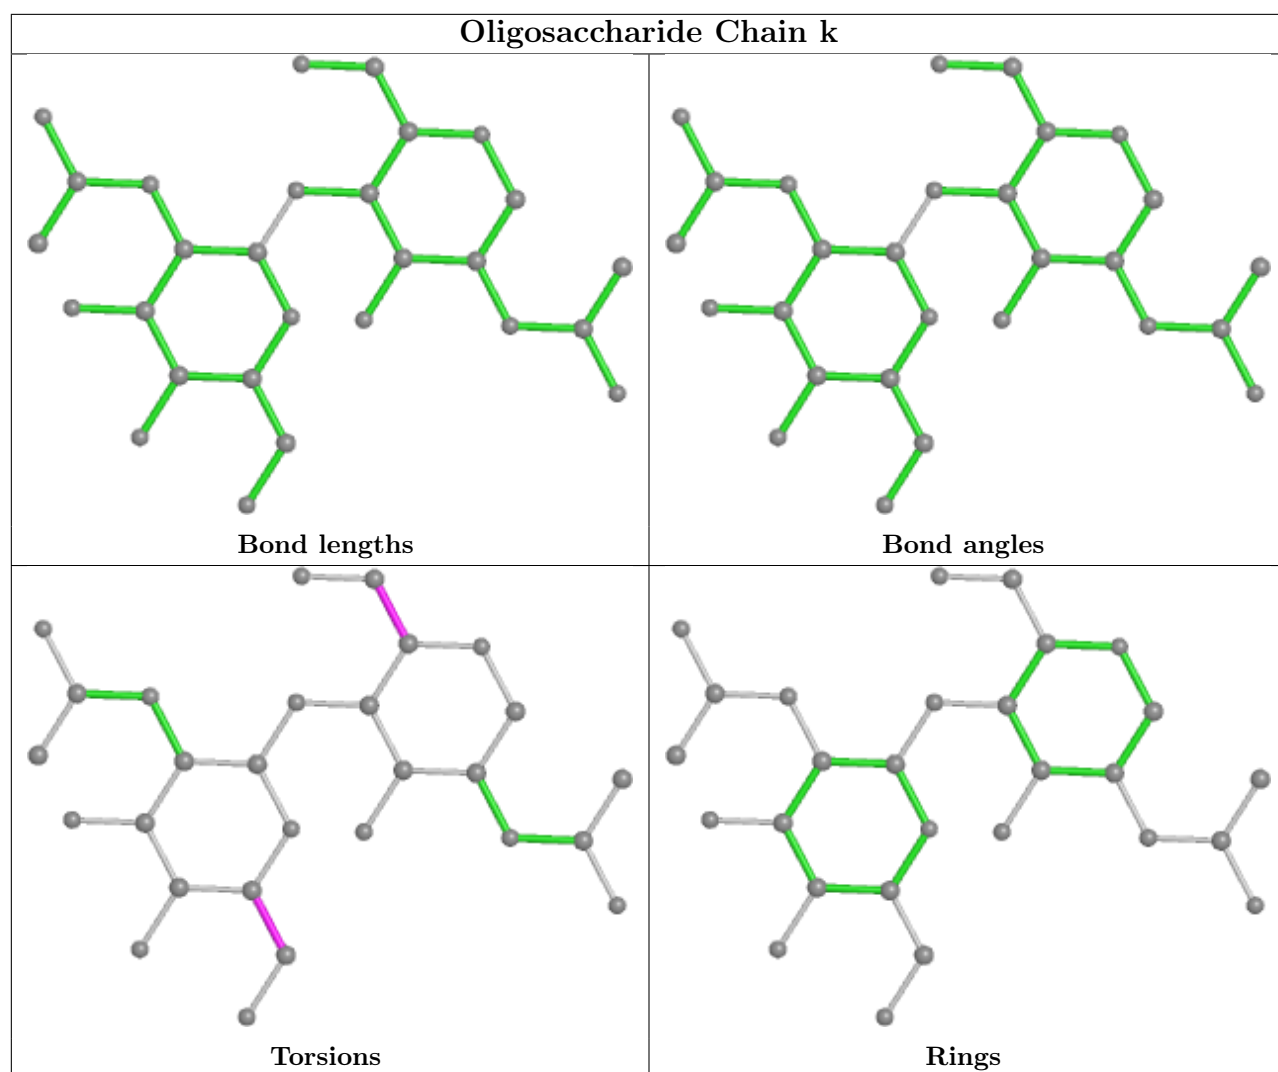 Oligosaccharide Chain k
Bond lengths
Bond angles
Torsions
Rings